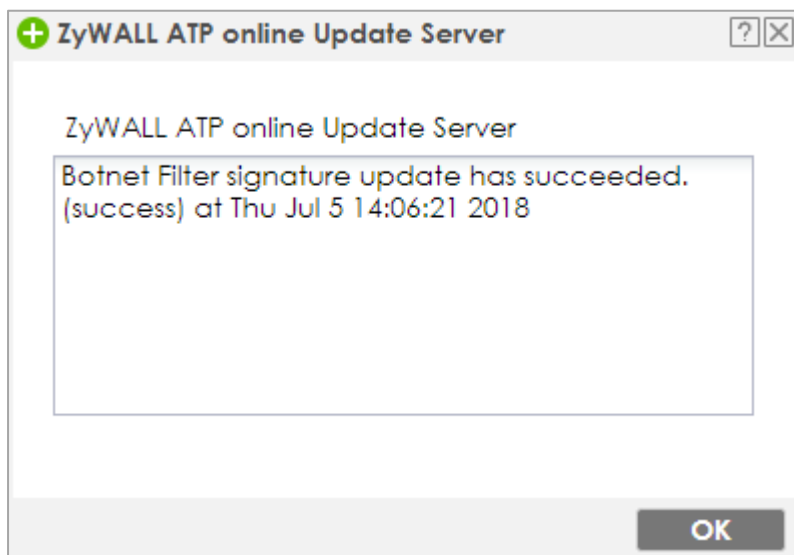 ZyWALL ATP online Update Server
ZyWALL ATP online Update Server
Botnet Filter signature update has succeeded.
(success) at Thu Jul 5 14:06:21 2018
OK